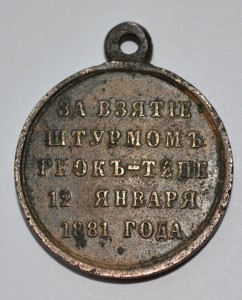 ЗА ВЗЯТІЕ
ШТУРМОМЪ
ГЕОКЪ-ТЕПЕ
12 ЯНВАРЯ
1881 ГОДА